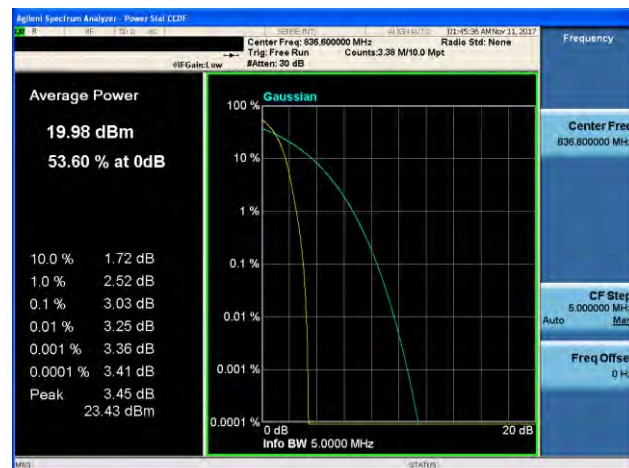 Agilent Spectrum Analyzer - Power Stat CCDF
SENSE:INT
ALIGN AUTO
01:45:36 AM Nov 11, 2017
Center Freq: 836.600000 MHz
Radio Std: None
Trig: Free Run
Counts:3.38 M/10.0 Mpt
#IFGain:Low
#Atten: 30 dB
Frequency
Average Power
19.98 dBm
53.60 % at 0dB
10.0 % 1.72 dB
1.0 % 2.52 dB
0.1 % 3.03 dB
0.01 % 3.25 dB
0.001 % 3.36 dB
0.0001 % 3.41 dB
Peak 3.45 dB
23.43 dBm
Gaussian
100 %
10 %
1 %
0.1 %
0.01 %
0.001 %
0.0001 %
0 dB
20 dB
Info BW 5.0000 MHz
Center Freq
836.600000 MHz
CF Step
5.000000 MHz
Auto Man
Freq Offset
0 Hz
MSG
STATUS